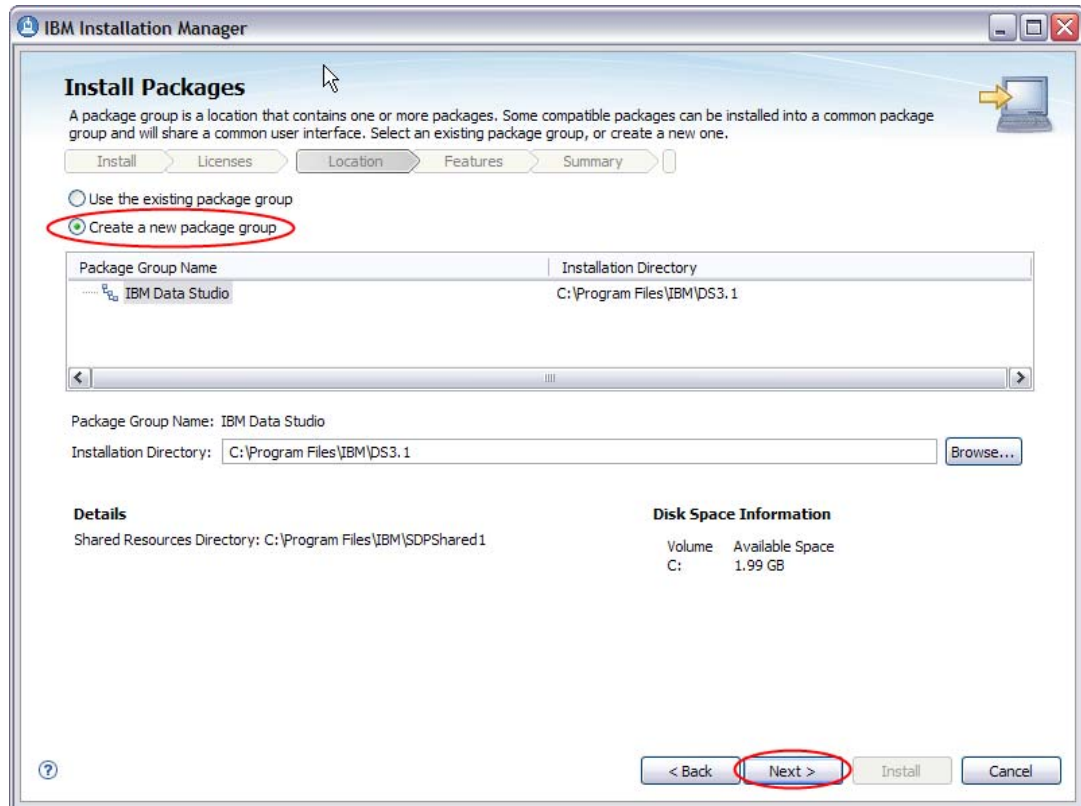 IBM Installation Manager
Install Packages
A package group is a location that contains one or more packages. Some compatible packages can be installed into a common package
group and will share a common user interface. Select an existing package group, or create a new one.
Install Licenses Location Features Summary
Use the existing package group
Create a new package group
Package Group Name Installation Directory
IBM Data Studio C:\Program Files\IBM\DS3.1
Package Group Name: IBM Data Studio
Installation Directory: C:\Program Files\IBM\DS3.1 Browse...
Details Disk Space Information
Shared Resources Directory: C:\Program Files\IBM\SDPShared1
Volume Available Space
C: 1.99 GB
? < Back Next > Install Cancel